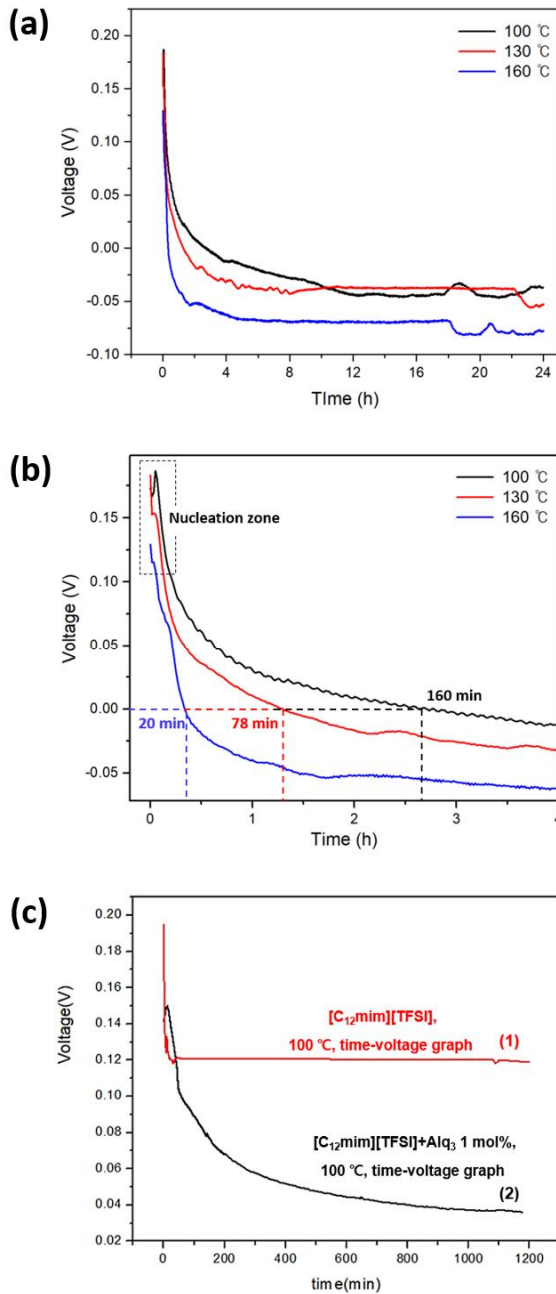 (a)
0.20
0.15
0.10
0.05
0.00
-0.05
-0.10
Voltage (V)
100 ℃
130 ℃
160 ℃
0 4 8 12 16 20 24
TIme (h)
(b)
0.15
0.10
0.05
0.00
-0.05
Voltage (V)
100 ℃
130 ℃
160 ℃
Nucleation zone
160 min
20 min 78 min
0 1 2 3 4
Time (h)
(c)
0.20
0.18
0.16
0.14
0.12
0.10
0.08
0.06
0.04
0.02
Voltage(V)
[C₁₂mim][TFSI],
100 ℃, time-voltage graph (1)
[C₁₂mim][TFSI]+Alq₃ 1 mol%,
100 ℃, time-voltage graph
(2)
0 200 400 600 800 1000 1200
time(min)